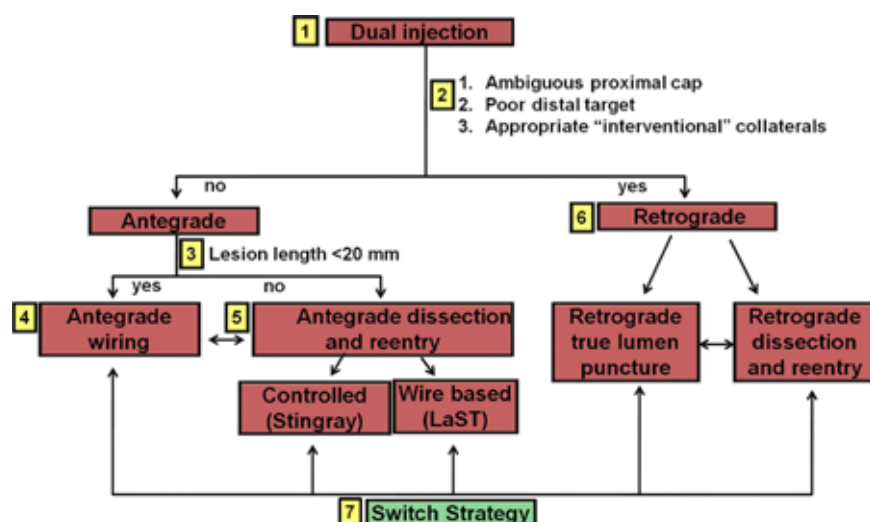 1 Dual injection
2
1. Ambiguous proximal cap
2. Poor distal target
3. Appropriate “interventional” collaterals
no
yes
Antegrade
6 Retrograde
3 Lesion length <20 mm
yes
no
4 Antegrade
wiring
5 Antegrade dissection
and reentry
Retrograde
true lumen
puncture
Retrograde
dissection
and reentry
Controlled
(Stingray)
Wire based
(LaST)
7 Switch Strategy